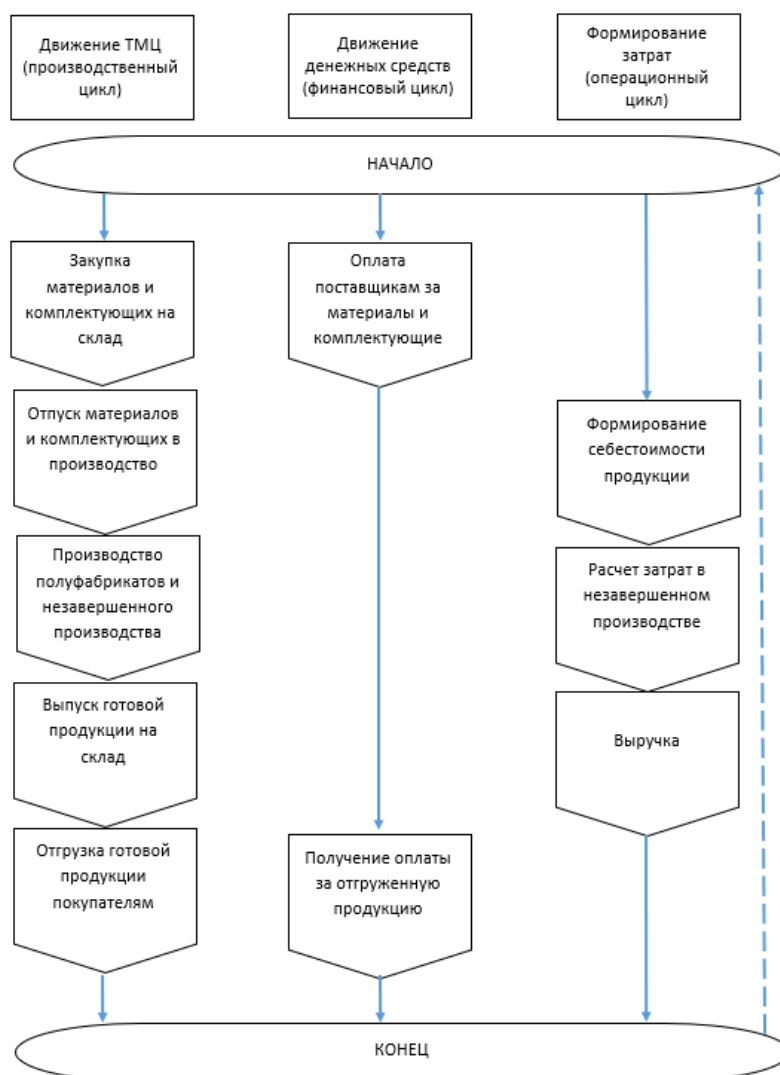 Движение ТМЦ
(производственный
цикл)
Движение
денежных средств
(финансовый цикл)
Формирование
затрат
(операционный
цикл)
НАЧАЛО
Закупка
материалов и
комплектующих на
склад
Оплата
поставщикам за
материалы и
комплектующие
Отпуск материалов
и комплектующих в
производство
Формирование
себестоимости
продукции
Производство
полуфабрикатов и
незавершенного
производства
Расчет затрат в
незавершенном
производстве
Выпуск готовой
продукции на
склад
Выручка
Отгрузка готовой
продукции
покупателям
Получение оплаты
за отгруженную
продукцию
КОНЕЦ